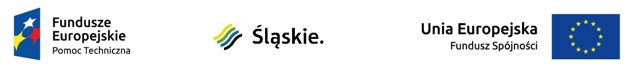 Fundusze
Europejskie
Pomoc Techniczna
Śląskie.
Unia Europejska
Fundusz Spójności